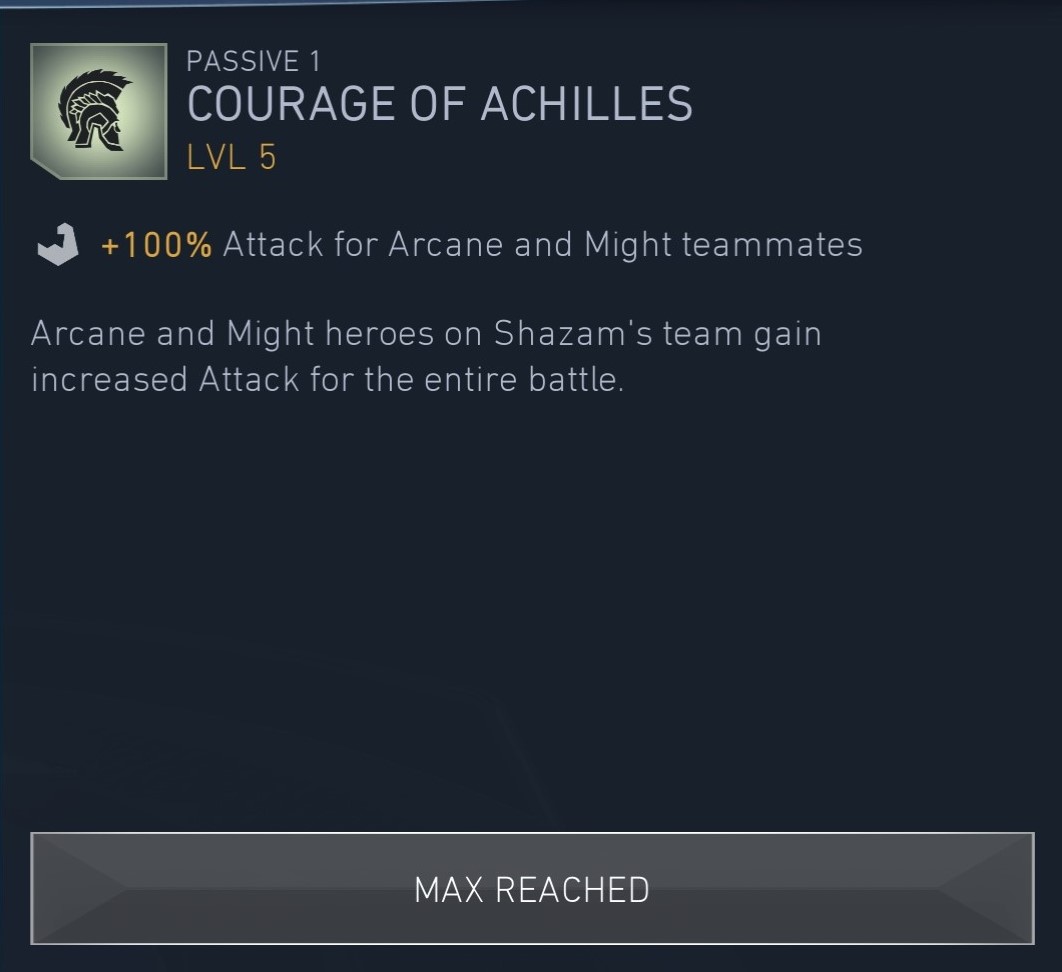 PASSIVE 1
COURAGE OF ACHILLES
LVL 5
+100% Attack for Arcane and Might teammates
Arcane and Might heroes on Shazam's team gain
increased Attack for the entire battle.
MAX REACHED